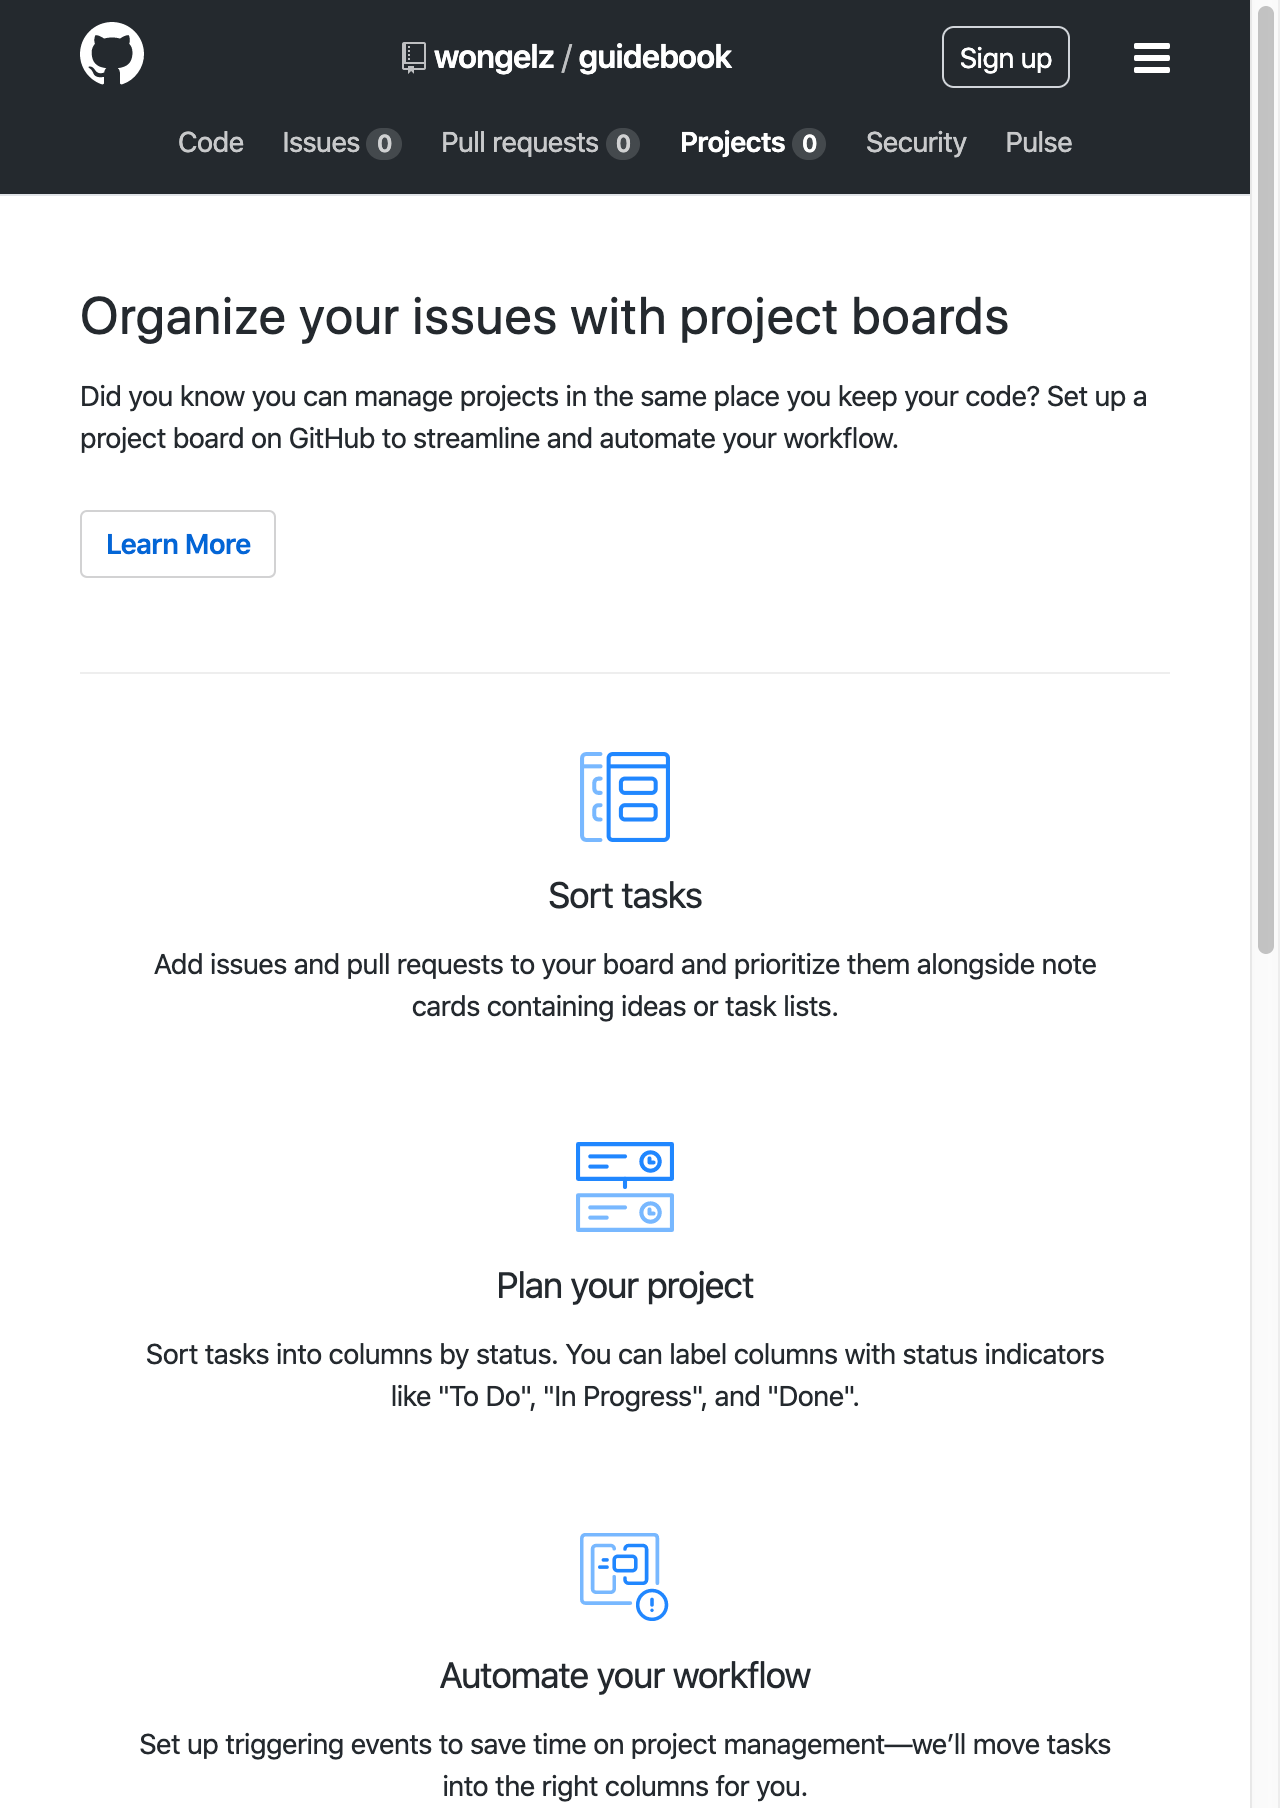 wongelz / guidebook
Sign up
Code Issues 0 Pull requests 0 Projects 0 Security Pulse
Organize your issues with project boards
Did you know you can manage projects in the same place you keep your code? Set up a
project board on GitHub to streamline and automate your workflow.
Learn More
Sort tasks
Add issues and pull requests to your board and prioritize them alongside note
cards containing ideas or task lists.
Plan your project
Sort tasks into columns by status. You can label columns with status indicators
like "To Do", "In Progress", and "Done".
Automate your workflow
Set up triggering events to save time on project management—we’ll move tasks
into the right columns for you.